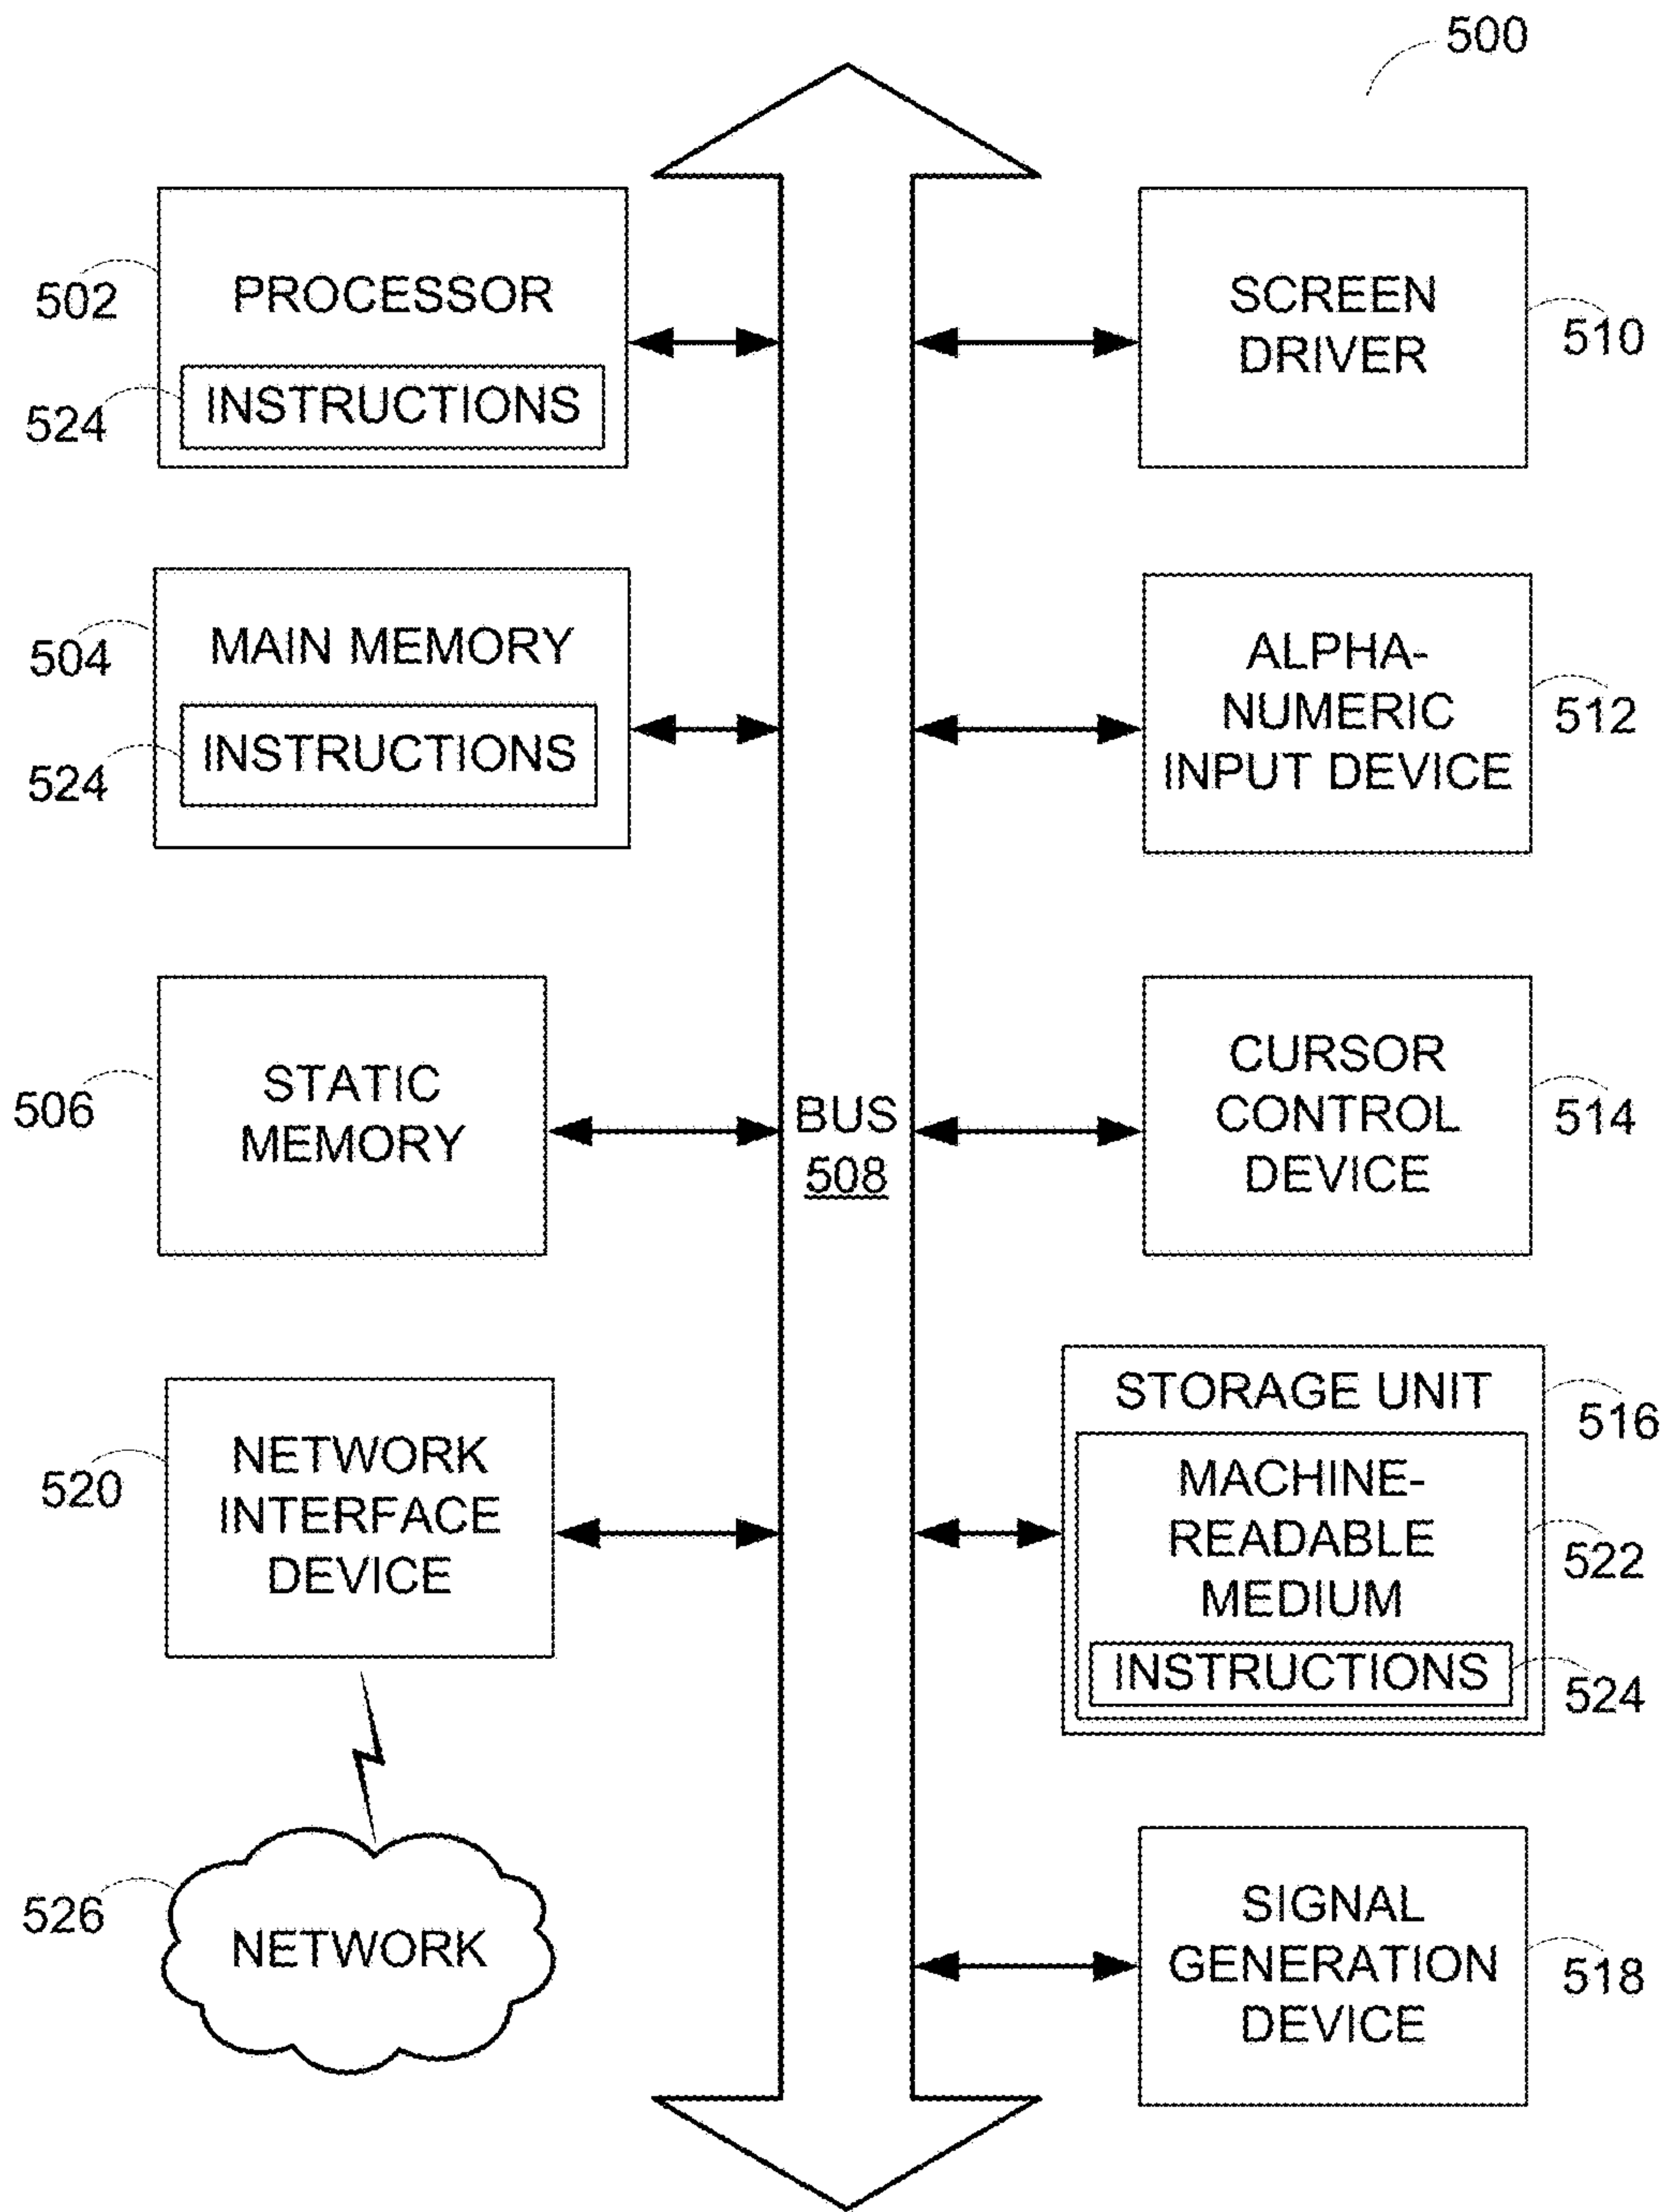 500
502
PROCESSOR
524
INSTRUCTIONS
504
MAIN MEMORY
524
INSTRUCTIONS
506
STATIC
MEMORY
520
NETWORK
INTERFACE
DEVICE
526
NETWORK
BUS
508
SCREEN
DRIVER
510
ALPHA-
NUMERIC
INPUT DEVICE
512
CURSOR
CONTROL
DEVICE
514
STORAGE UNIT
516
MACHINE-
READABLE
MEDIUM
522
INSTRUCTIONS
524
SIGNAL
GENERATION
DEVICE
518